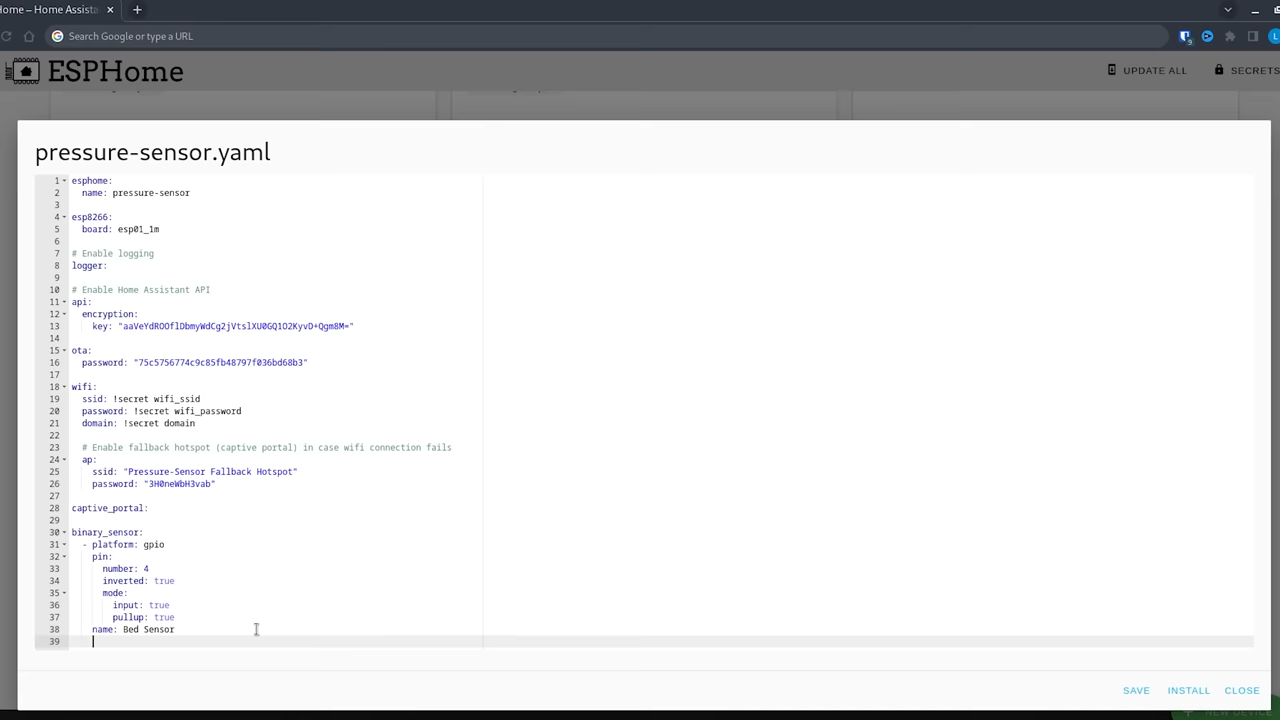 Home – Home Assista
Search Google or type a URL
9
L
ESPHome
UPDATE ALL
SECRETS
pressure-sensor.yaml
1 esphome:
2 name: pressure-sensor
3
4 esp8266:
5 board: esp01_1m
6
7 # Enable logging
8 logger:
9
10 # Enable Home Assistant API
11 api:
12 encryption:
13 key: "aaVeYdROOflDbmyWdCg2jVtslXU0GQ1O2KyvD+Qgm8M="
14
15 ota:
16 password: "75c5756774c9c85fb48797f036bd68b3"
17
18 wifi:
19 ssid: !secret wifi_ssid
20 password: !secret wifi_password
21 domain: !secret domain
22
23 # Enable fallback hotspot (captive portal) in case wifi connection fails
24 ap:
25 ssid: "Pressure-Sensor Fallback Hotspot"
26 password: "3H0neWbH3vab"
27
28 captive_portal:
29
30 binary_sensor:
31 - platform: gpio
32 pin:
33 number: 4
34 inverted: true
35 mode:
36 input: true
37 pullup: true
38 name: Bed Sensor
39
SAVE
INSTALL
CLOSE
NEW DEVICE